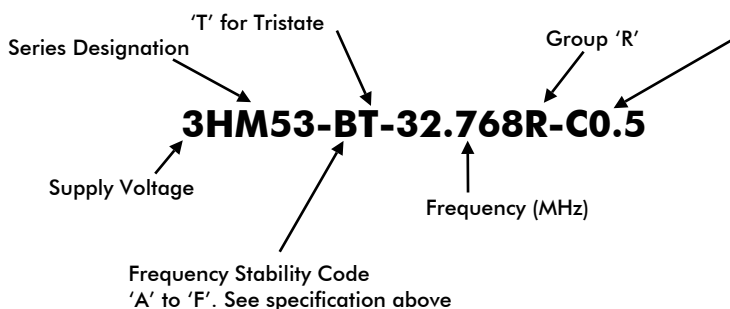 ‘T’ for Tristate
Group ‘R’
Series Designation
3HM53-BT-32.768R-C0.5
Supply Voltage
Frequency (MHz)
Frequency Stability Code
‘A’ to ‘F’. See specification above